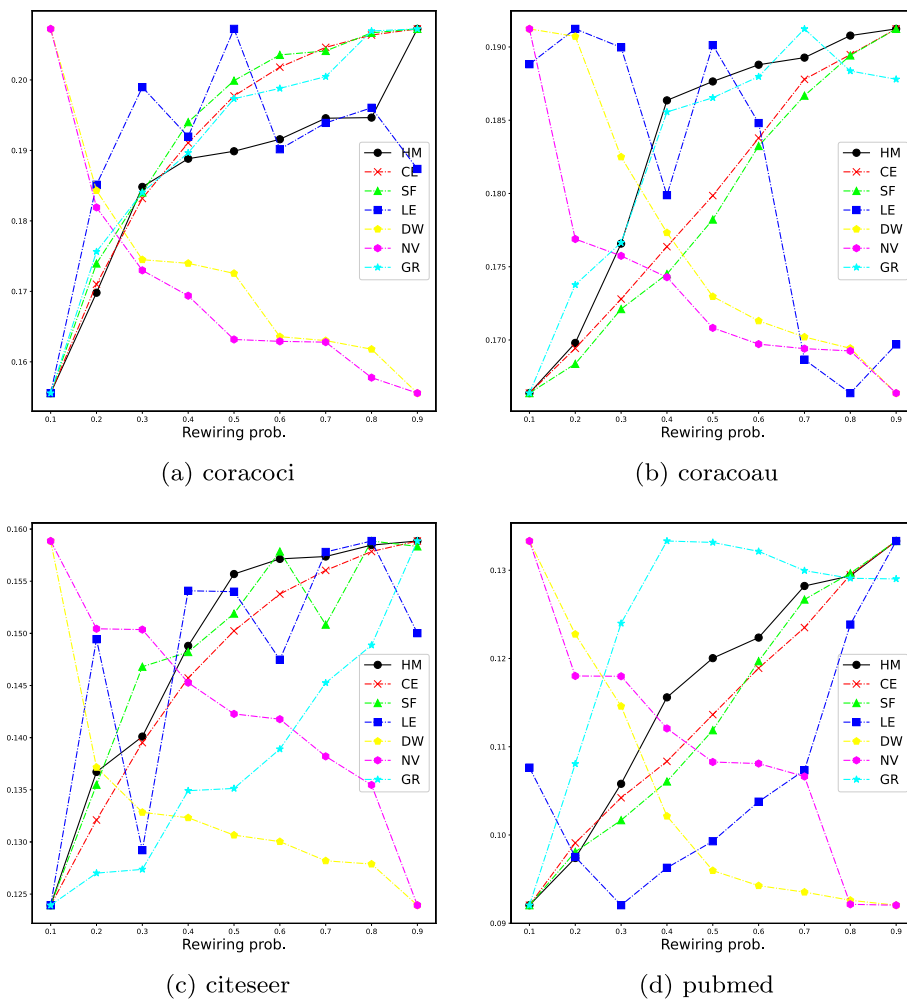 0.20
0.19
0.18
0.17
0.16
HM
CE
SF
LE
DW
NV
GR
0.1 0.2 0.3 0.4 0.5 0.6 0.7 0.8 0.9
Rewiring prob.
(a) coracoci
0.190
0.185
0.180
0.175
0.170
HM
CE
SF
LE
DW
NV
GR
0.1 0.2 0.3 0.4 0.5 0.6 0.7 0.8 0.9
Rewiring prob.
(b) coracoau
0.160
0.155
0.150
0.145
0.140
0.135
0.130
0.125
HM
CE
SF
LE
DW
NV
GR
0.1 0.2 0.3 0.4 0.5 0.6 0.7 0.8 0.9
Rewiring prob.
(c) citeseer
0.13
0.12
0.11
0.10
0.09
HM
CE
SF
LE
DW
NV
GR
0.1 0.2 0.3 0.4 0.5 0.6 0.7 0.8 0.9
Rewiring prob.
(d) pubmed